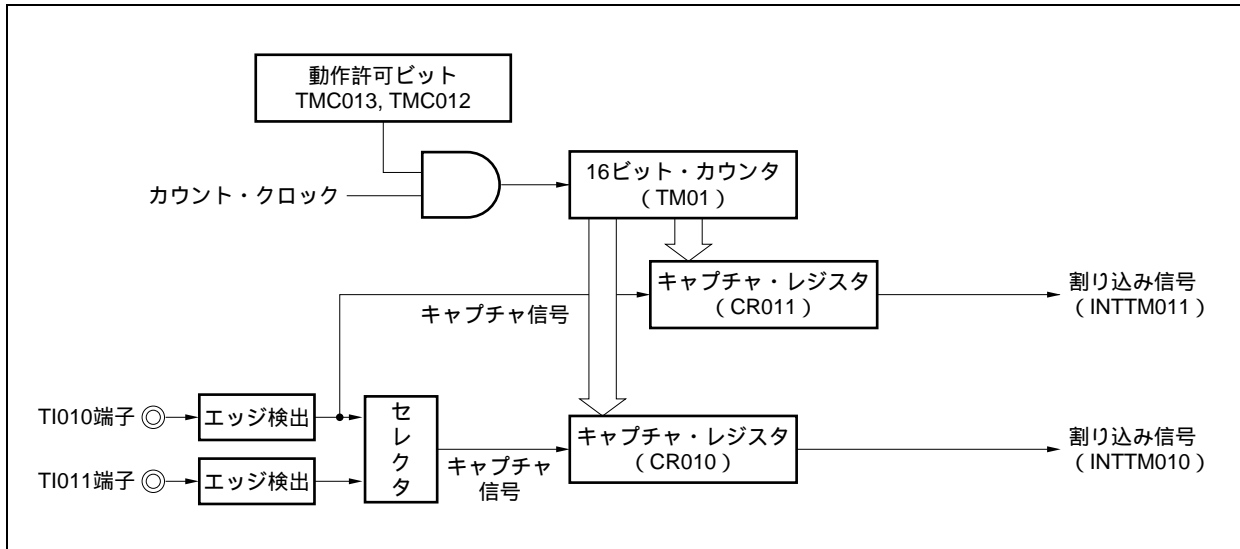 動作許可ビット
TMC013, TMC012
カウント・クロック
16ビット・カウンタ
（TM01）
キャプチャ・レジスタ
（CR011）
割り込み信号
（INTTM011）
キャプチャ信号
TI010端子
エッジ検出
セレクタ
キャプチャ・レジスタ
（CR010）
割り込み信号
（INTTM010）
キャプチャ
信号
TI011端子
エッジ検出